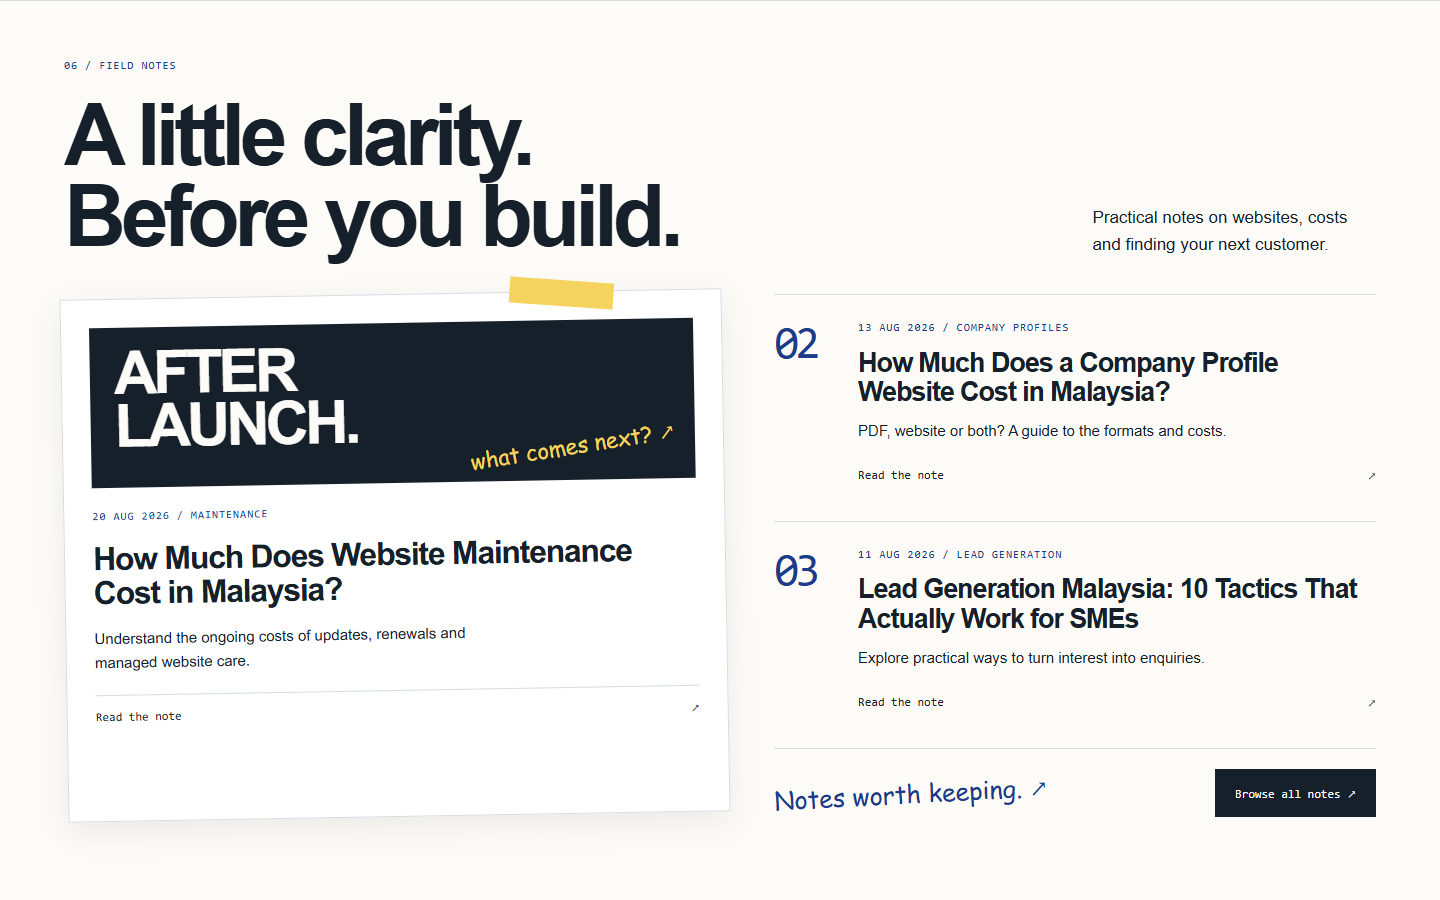 06 / FIELD NOTES
A little clarity.
Before you build.
Practical notes on websites, costs
and finding your next customer.
AFTER
LAUNCH.
what comes next? ↗
20 AUG 2026 / MAINTENANCE
How Much Does Website Maintenance
Cost in Malaysia?
Understand the ongoing costs of updates, renewals and
managed website care.
Read the note ↗
02
13 AUG 2026 / COMPANY PROFILES
How Much Does a Company Profile
Website Cost in Malaysia?
PDF, website or both? A guide to the formats and costs.
Read the note ↗
03
11 AUG 2026 / LEAD GENERATION
Lead Generation Malaysia: 10 Tactics That
Actually Work for SMEs
Explore practical ways to turn interest into enquiries.
Read the note ↗
Notes worth keeping. ↗
Browse all notes ↗